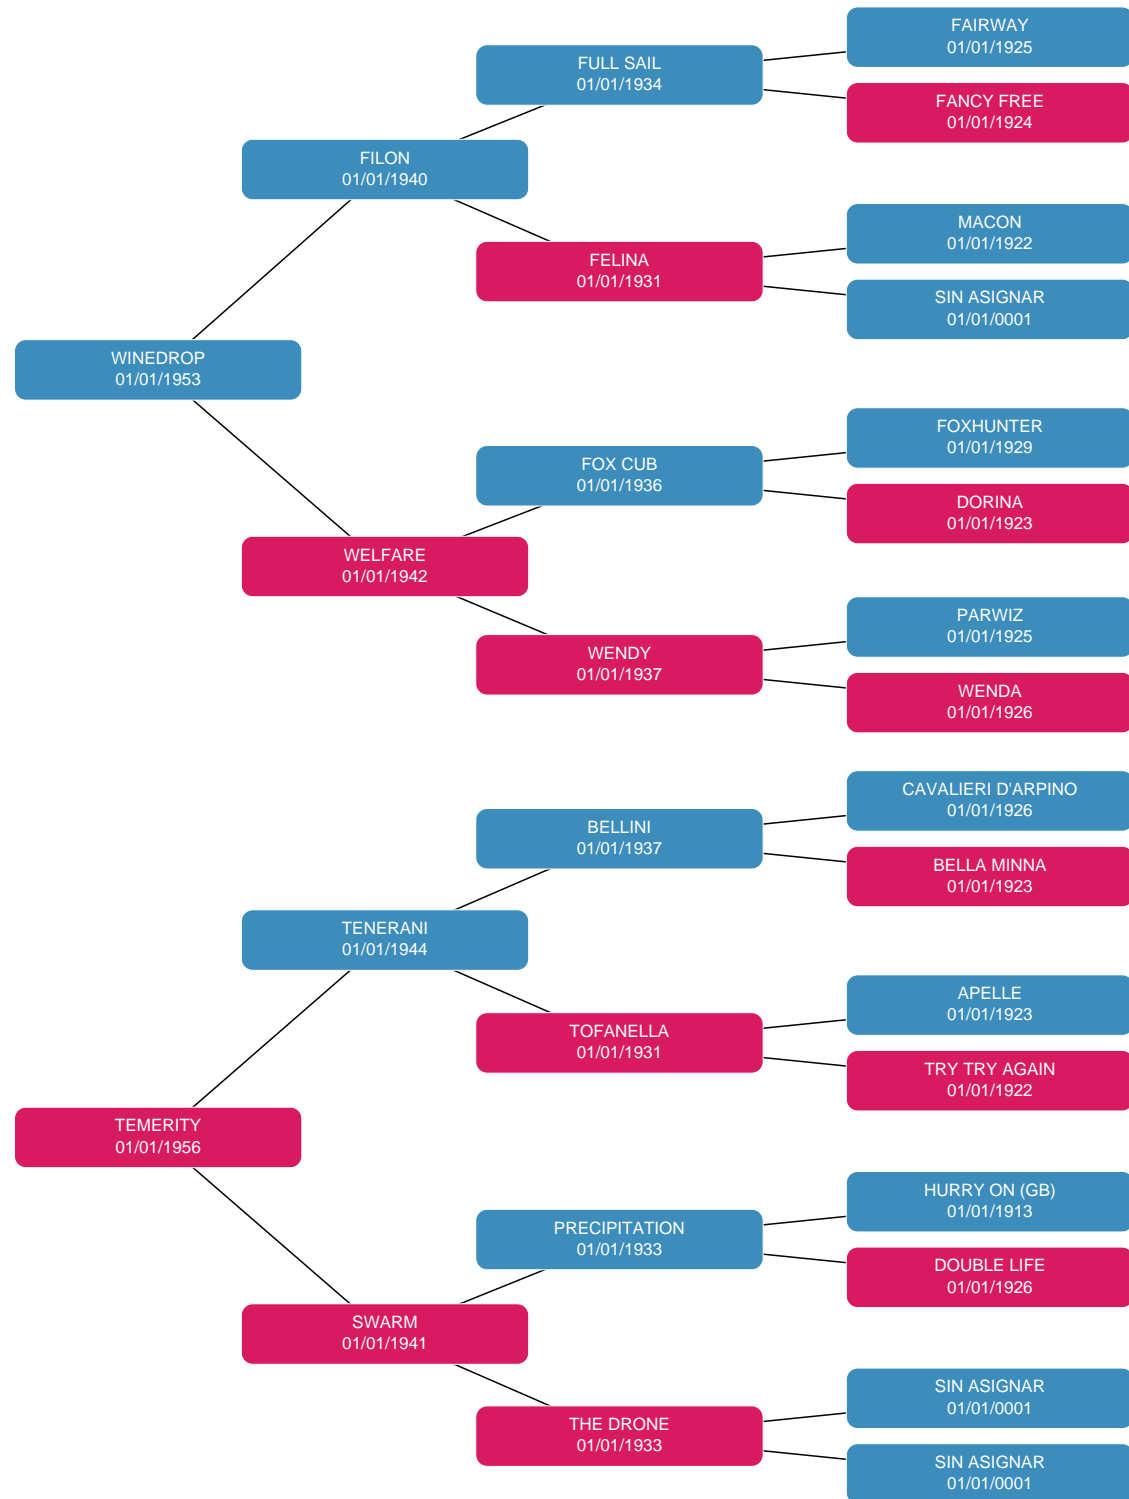 FAIRWAY
01/01/1925
FULL SAIL
01/01/1934
FANCY FREE
01/01/1924
FILON
01/01/1940
MACON
01/01/1922
FELINA
01/01/1931
SIN ASIGNAR
01/01/0001
WINEDROP
01/01/1953
FOXHUNTER
01/01/1929
FOX CUB
01/01/1936
DORINA
01/01/1923
WELFARE
01/01/1942
PARWIZ
01/01/1925
WENDY
01/01/1937
WENDA
01/01/1926
CAVALIERI D'ARPINO
01/01/1926
BELLINI
01/01/1937
BELLA MINNA
01/01/1923
TENERANI
01/01/1944
APELLE
01/01/1923
TOFANELLA
01/01/1931
TRY TRY AGAIN
01/01/1922
TEMERITY
01/01/1956
HURRY ON (GB)
01/01/1913
PRECIPITATION
01/01/1933
DOUBLE LIFE
01/01/1926
SWARM
01/01/1941
SIN ASIGNAR
01/01/0001
THE DRONE
01/01/1933
SIN ASIGNAR
01/01/0001